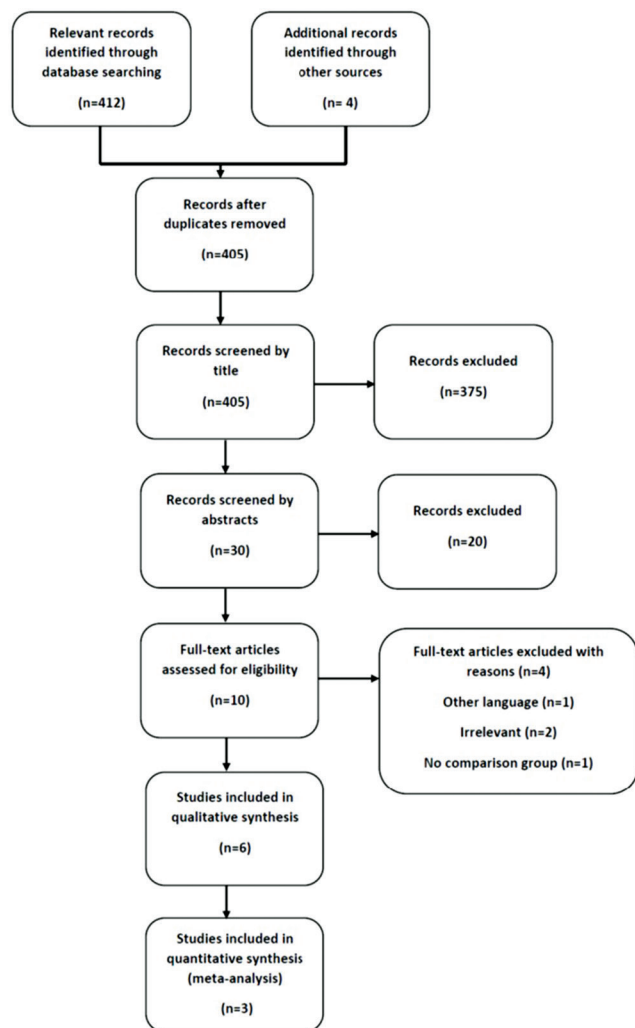 Relevant records
identified through
database searching
(n=412)
Additional records
identified through
other sources
(n= 4)
Records after
duplicates removed
(n=405)
Records screened by
title
(n=405)
Records excluded
(n=375)
Records screened by
abstracts
(n=30)
Records excluded
(n=20)
Full-text articles
assessed for eligibility
(n=10)
Full-text articles excluded with
reasons (n=4)
Other language (n=1)
Irrelevant (n=2)
No comparison group (n=1)
Studies included in
qualitative synthesis
(n=6)
Studies included in
quantitative synthesis
(meta-analysis)
(n=3)